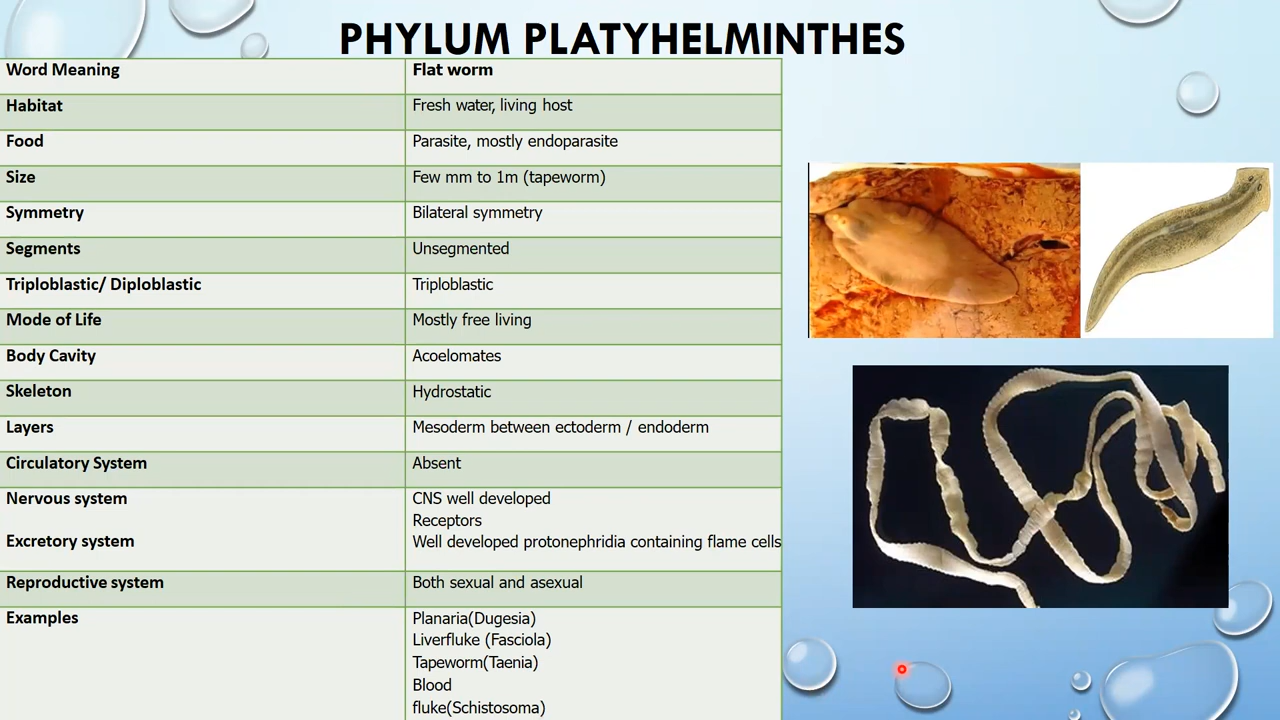 PHYLUM PLATYHELMINTHES
Word Meaning Flat worm
Habitat Fresh water, living host
Food Parasite, mostly endoparasite
Size Few mm to 1m (tapeworm)
Symmetry Bilateral symmetry
Segments Unsegmented
Triploblastic/ Diploblastic Triploblastic
Mode of Life Mostly free living
Body Cavity Acoelomates
Skeleton Hydrostatic
Layers Mesoderm between ectoderm / endoderm
Circulatory System Absent
Nervous system CNS well developed
Receptors
Excretory system Well developed protonephridia containing flame cells
Reproductive system Both sexual and asexual
Examples Planaria(Dugesia)
Liverfluke (Fasciola)
Tapeworm(Taenia)
Blood
fluke(Schistosoma)